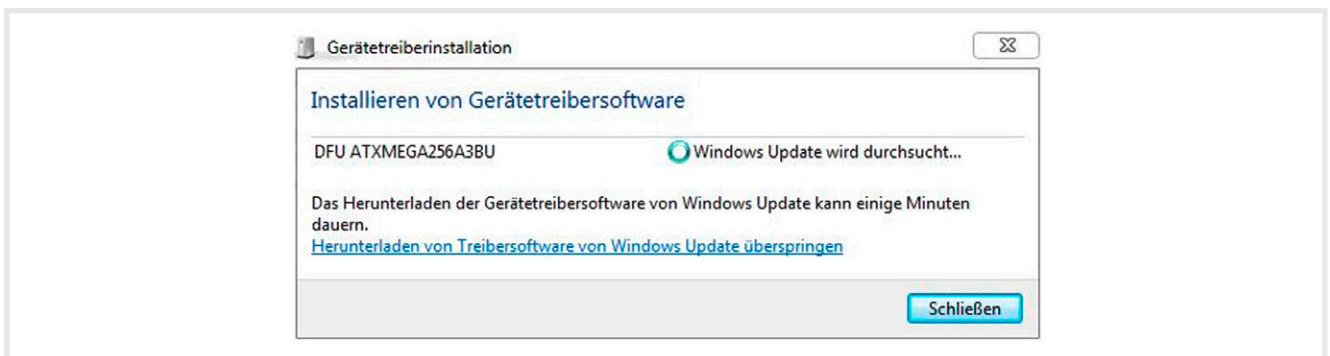 Gerätetreiberinstallation
Installieren von Gerätetreibersoftware
DFU ATXMEGA256A3BU Windows Update wird durchsucht...
Das Herunterladen der Gerätetreibersoftware von Windows Update kann einige Minuten
dauern.
Herunterladen von Treibersoftware von Windows Update überspringen
Schließen